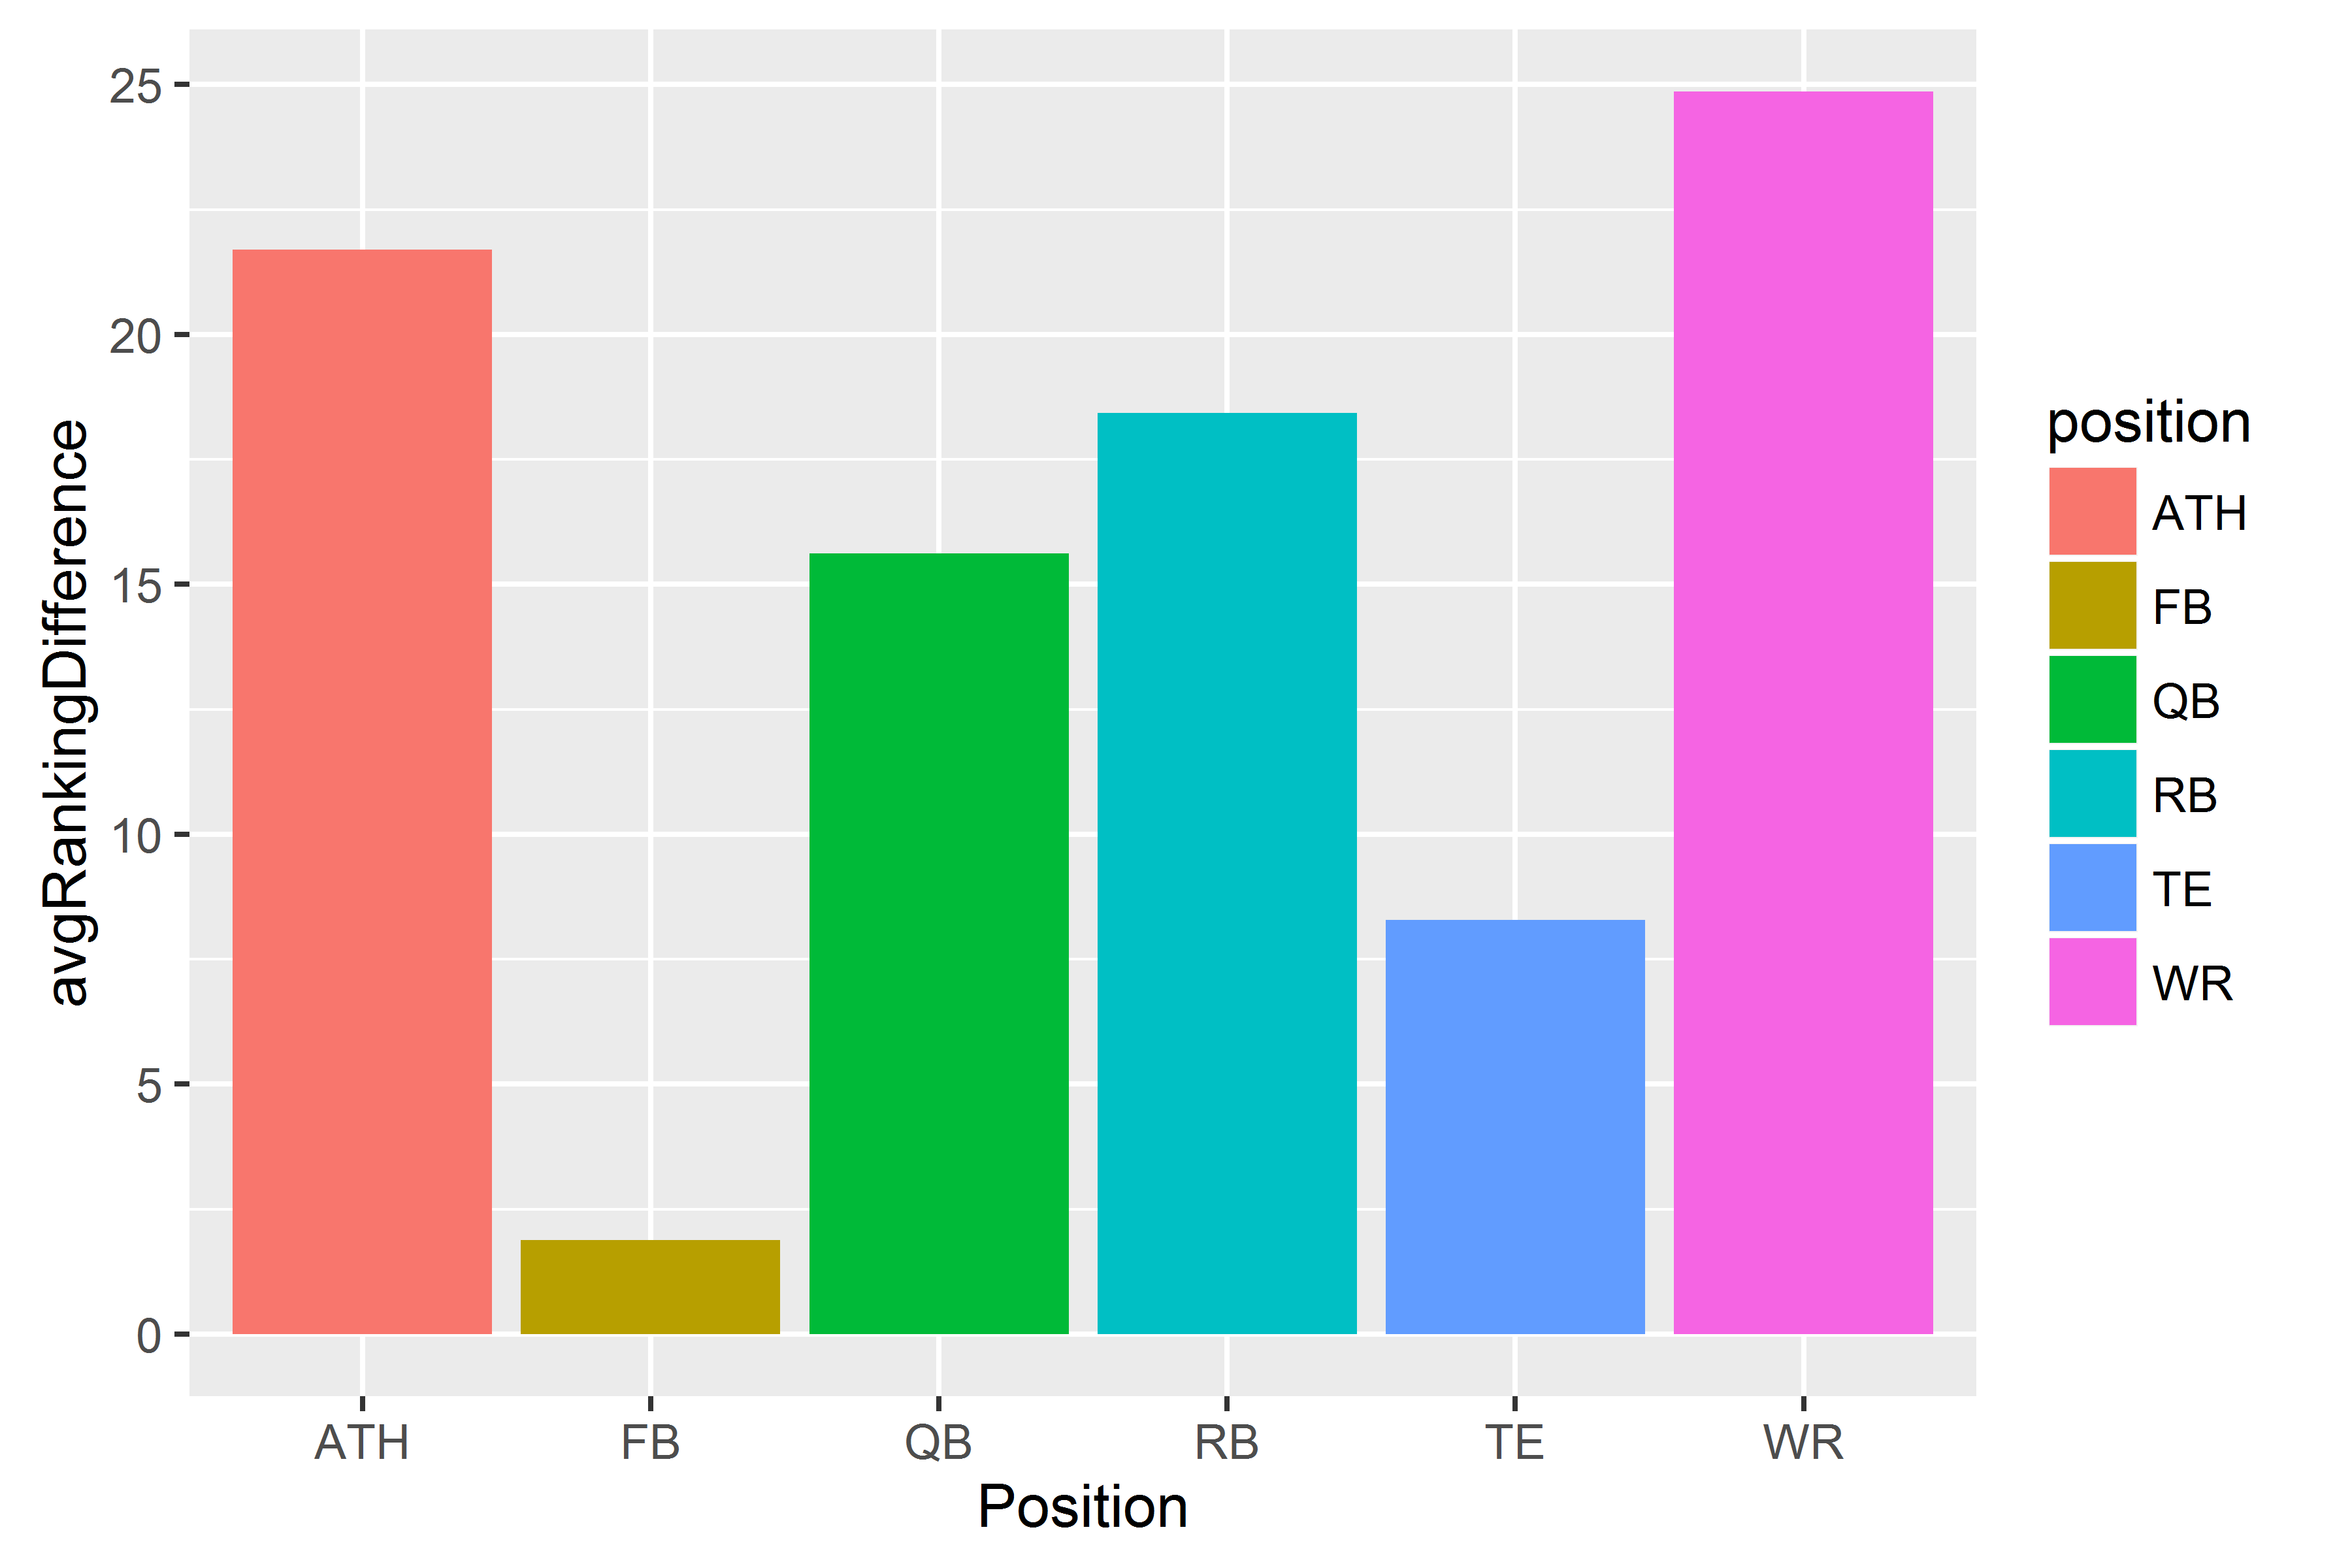 avgRankingDifference
25
20
15
10
5
0
ATH FB QB RB TE WR
Position
position
ATH
FB
QB
RB
TE
WR